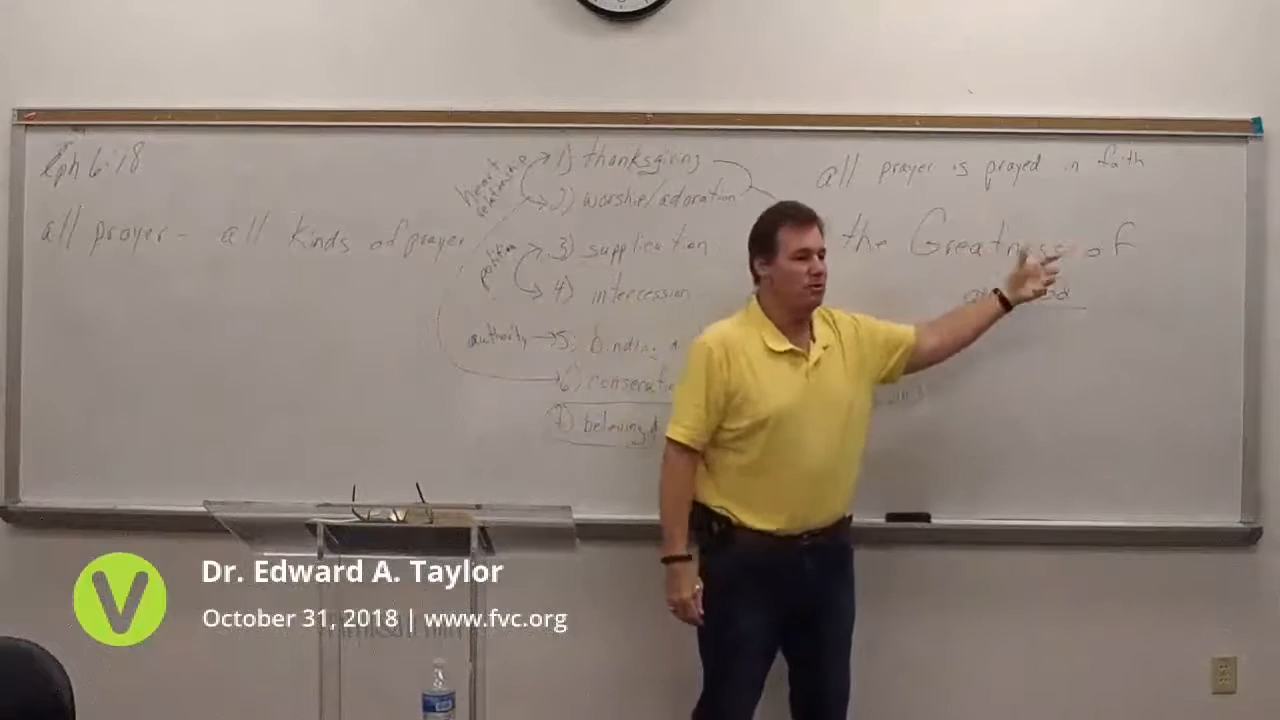 Eph 6:18
all prayer - all kinds of prayer
heart
relationship
1) thanksgiving
2) worship/adoration
petition
3) supplication
4) intercession
authority
5) binding
6)
7) believing
all prayer is prayed in faith
the Greatness of
V
Dr. Edward A. Taylor
October 31, 2018 | www.fvc.org